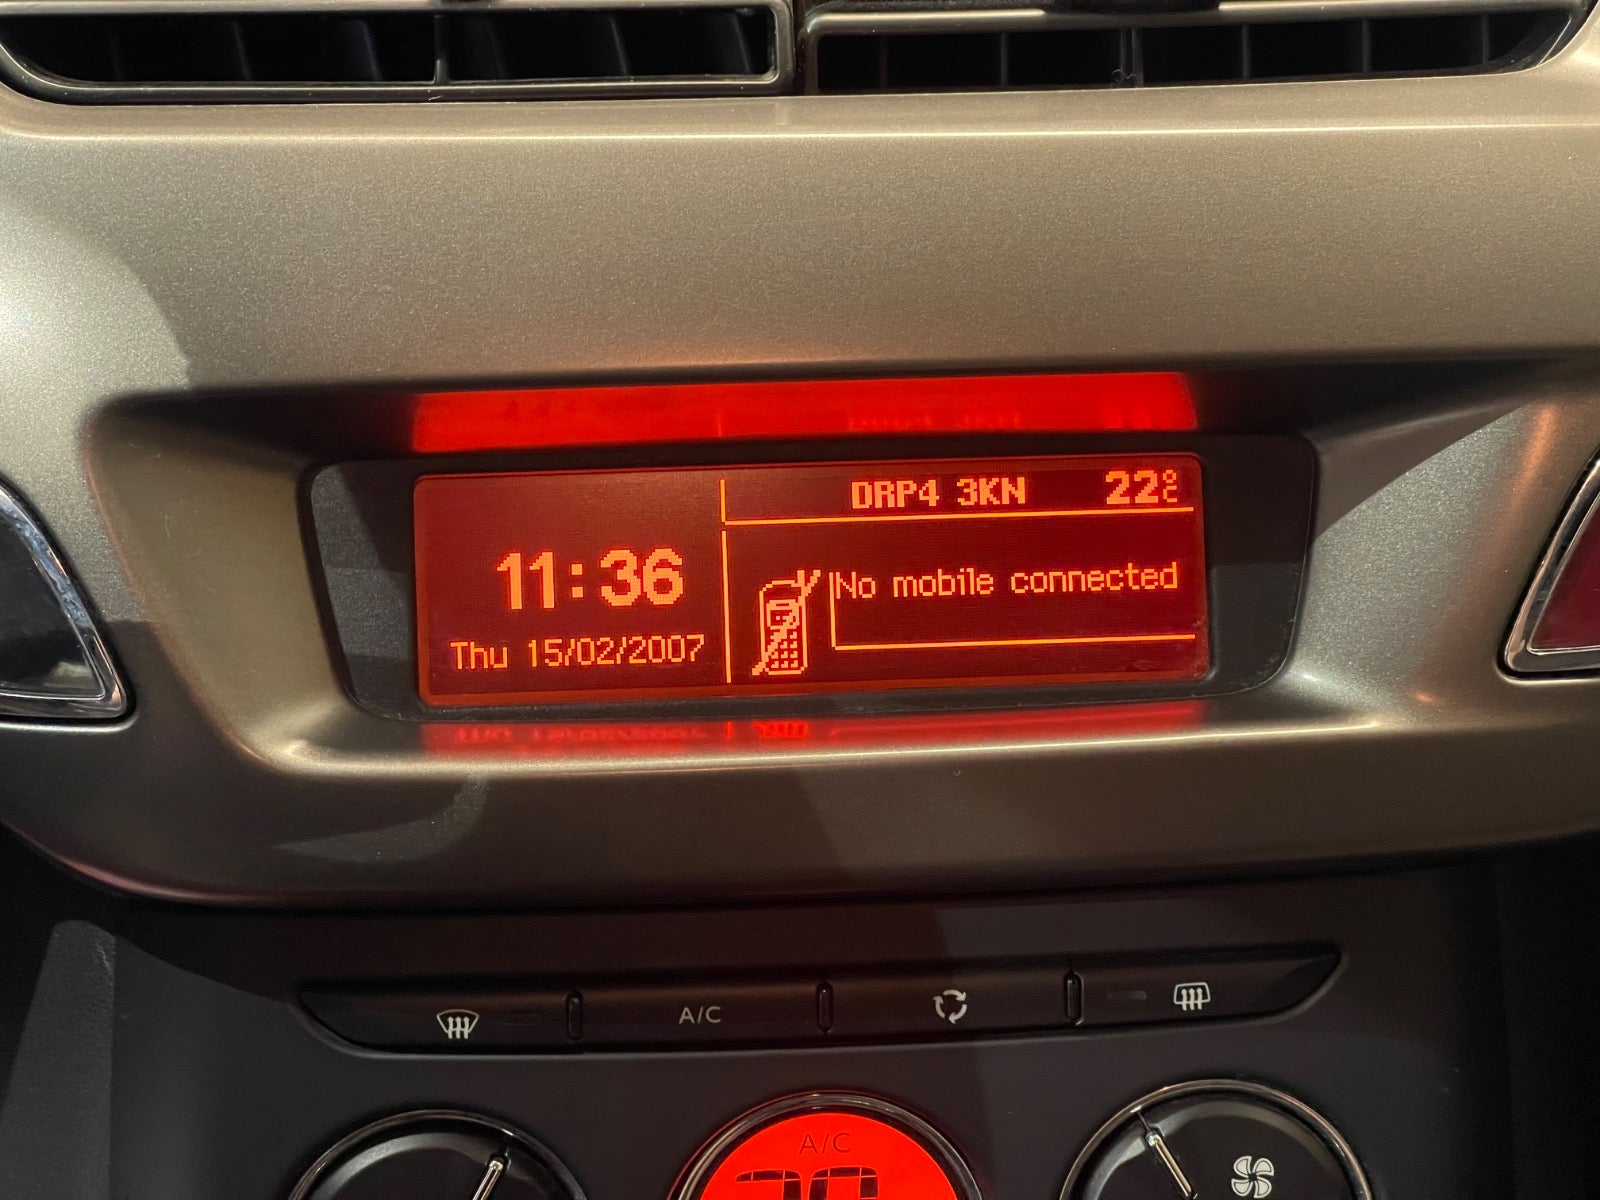 DRP4 3KN 22°C
11:36
No mobile connected
Thu 15/02/2007
A/C
A/C